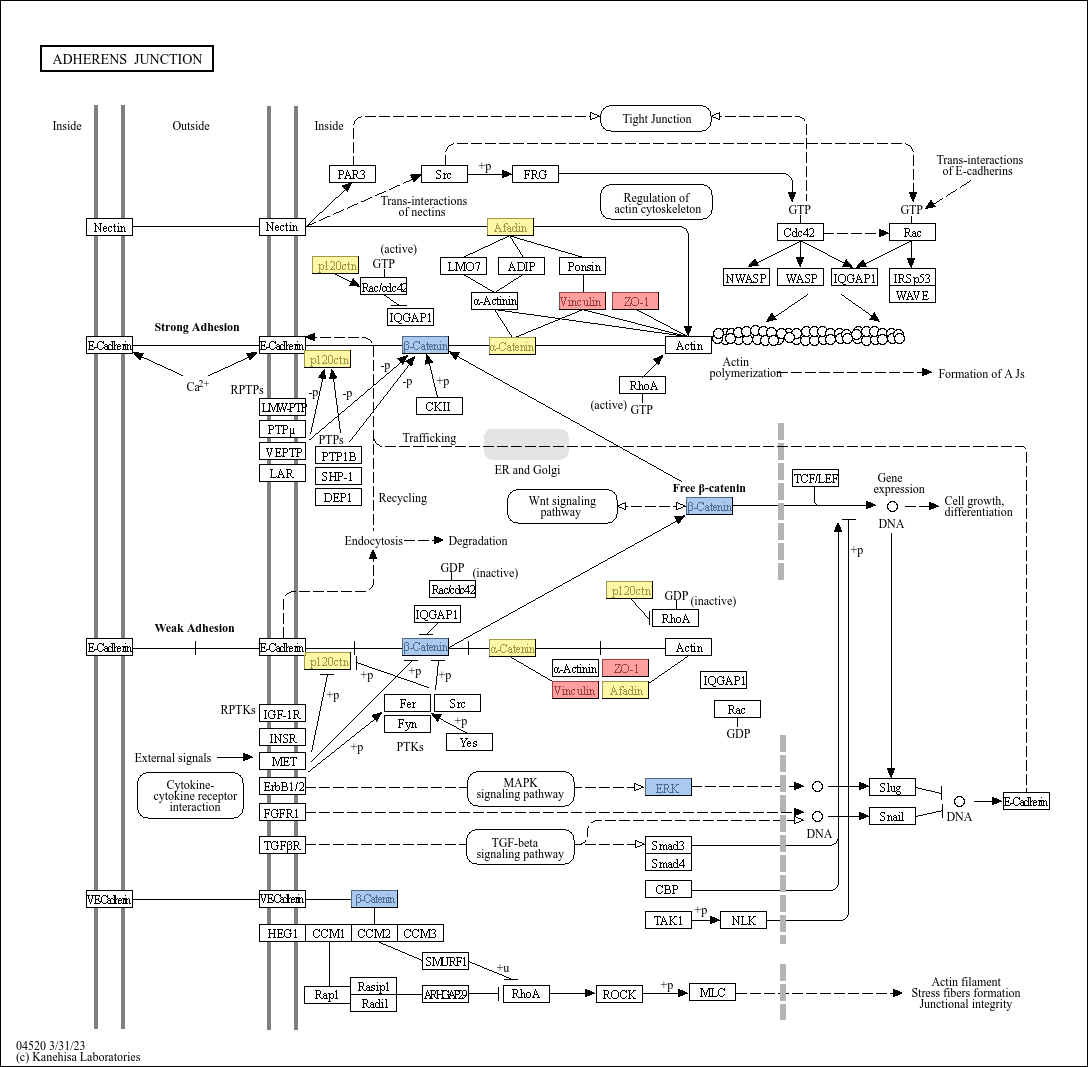 ADHERENS JUNCTION
Inside
Outside
Inside
Tight Junction
PAR3
Src
+p
FRG
Trans-interactions
of E-cadherins
Trans-interactions
of nectins
Regulation of
actin cytoskeleton
GTP
GTP
Nectin
Nectin
Afadin
Cdc42
Rac
(active)
GTP
p120ctn
Rac/cdc42
LMO7
ADIP
Ponsin
NWASP
WASP
IQGAP1
IRSp53
WAVE
IQGAP1
α-Actinin
Vinculin
ZO-1
Strong Adhesion
E-Cadherin
E-Cadherin
β-Catenin
α-Catenin
Actin
p120ctn
Actin
polymerization
Formation of AJs
Ca2+
RPTPs
-p
-p
-p
-p
+p
CKII
RhoA
(active)
GTP
LMW-PTP
PTPμ
VEPTP
LAR
PTPs
PTP1B
SHP-1
DEP1
Trafficking
ER and Golgi
Recycling
Free β-catenin
β-Catenin
Wnt signaling
pathway
TCF/LEF
Gene
expression
DNA
Cell growth,
differentiation
+p
Endocytosis
Degradation
GDP
(inactive)
Rac/cdc42
IQGAP1
p120ctn
GDP
(inactive)
RhoA
Weak Adhesion
E-Cadherin
E-Cadherin
β-Catenin
α-Catenin
Actin
p120ctn
+p
+p
+p
α-Actinin
ZO-1
Vinculin
Afadin
IQGAP1
Rac
GDP
+p
Fer
Src
Fyn
+p
Yes
PTKs
+p
RPTKs
IGF-1R
INSR
MET
External signals
Cytokine-
cytokine receptor
interaction
ErbB1/2
FGFR1
TGFβR
MAPK
signaling pathway
ERK
TGF-beta
signaling pathway
DNA
Slug
Snail
DNA
E-Cadherin
Smad3
Smad4
CBP
TAK1
+p
NLK
VE-Cadherin
VE-Cadherin
β-Catenin
HEG1
CCM1
CCM2
CCM3
SMURF1
+u
Rap1
Rasip1
Radil
ARHGAP29
RhoA
ROCK
+p
MLC
Actin filament
Stress fibers formation
Junctional integrity
04520 3/31/23
(c) Kanehisa Laboratories